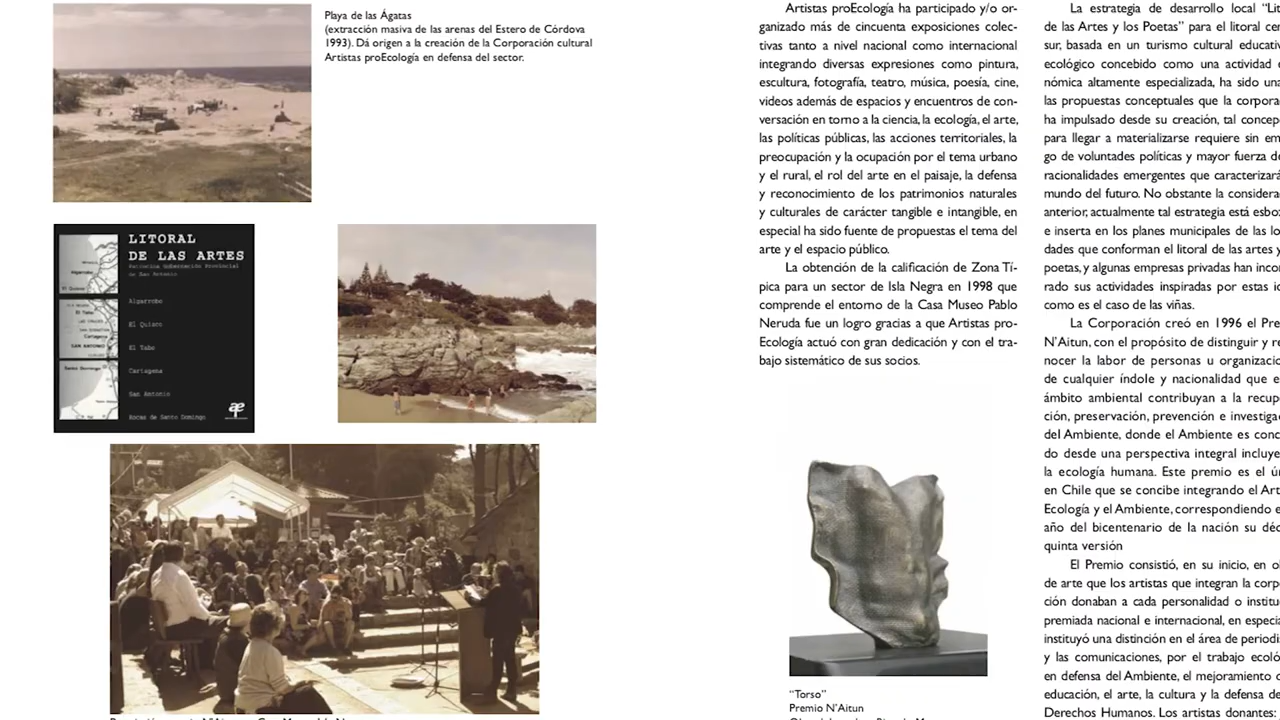 Playa de las Ágatas
(extracción masiva de las arenas del Estero de Córdova
1993). Dá origen a la creación de la Corporación cultural
Artistas proEcología en defensa del sector.
LITORAL
DE LAS ARTES
Patrocina Gobernación Provincial
de San Antonio
Algarrobo
El Quisco
El Tabo
Cartagena
San Antonio
Rocas de Santo Domingo
Artistas proEcología ha participado y/o or-
ganizado más de cincuenta exposiciones colec-
tivas tanto a nivel nacional como internacional
integrando diversas expresiones como pintura,
escultura, fotografía, teatro, música, poesía, cine,
videos además de espacios y encuentros de con-
versación en torno a la ciencia, la ecología, el arte,
las políticas públicas, las acciones territoriales, la
preocupación y la ocupación por el tema urbano
y el rural, el rol del arte en el paisaje, la defensa
y reconocimiento de los patrimonios naturales
y culturales de carácter tangible e intangible, en
especial ha sido fuente de propuestas el tema del
arte y el espacio público.
La obtención de la calificación de Zona Tí-
pica para un sector de Isla Negra en 1998 que
comprende el entorno de la Casa Museo Pablo
Neruda fue un logro gracias a que Artistas pro-
Ecología actuó con gran dedicación y con el tra-
bajo sistemático de sus socios.
"Torso"
Premio N'Aitun
La estrategia de desarrollo local "Lit
de las Artes y los Poetas" para el litoral cen
sur, basada en un turismo cultural educativ
ecológico concebido como una actividad e
nómica altamente especializada, ha sido una
las propuestas conceptuales que la corpora
ha impulsado desde su creación, tal concep
para llegar a materializarse requiere sin em
go de voluntades políticas y mayor fuerza d
racionalidades emergentes que caracterizará
mundo del futuro. No obstante la considera
anterior, actualmente tal estrategia está esboz
e inserta en los planes municipales de las lo
dades que conforman el litoral de las artes y
poetas, y algunas empresas privadas han inco
rado sus actividades inspiradas por estas id
como es el caso de las viñas.
La Corporación creó en 1996 el Pre
N'Aitun, con el propósito de distinguir y re
nocer la labor de personas u organizacio
de cualquier índole y nacionalidad que e
ámbito ambiental contribuyan a la recup
ción, preservación, prevención e investiga
del Ambiente, donde el Ambiente es conc
do desde una perspectiva integral incluye
la ecología humana. Este premio es el ú
en Chile que se concibe integrando el Art
Ecología y el Ambiente, correspondiendo e
año del bicentenario de la nación su déc
quinta versión
El Premio consistió, en su inicio, en ob
de arte que los artistas que integran la corp
ción donaban a cada personalidad o institu
premiada nacional e internacional, en especia
instituyó una distinción en el área de periodis
y las comunicaciones, por el trabajo ecoló
en defensa del Ambiente, el mejoramiento d
educación, el arte, la cultura y la defensa de
Derechos Humanos. Los artistas donantes: